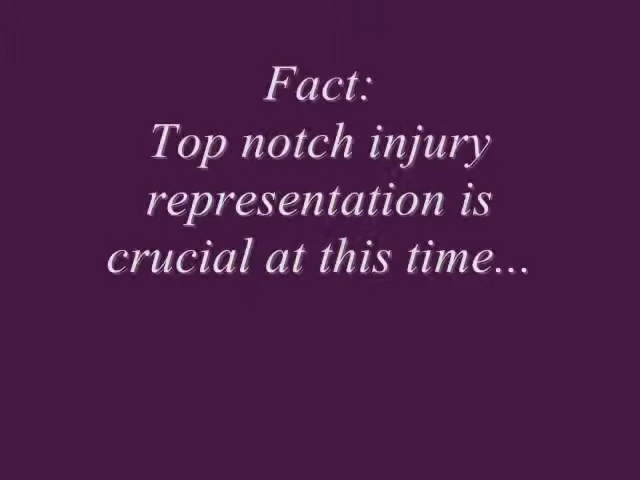 Fact:
Top notch injury
representation is
crucial at this time...